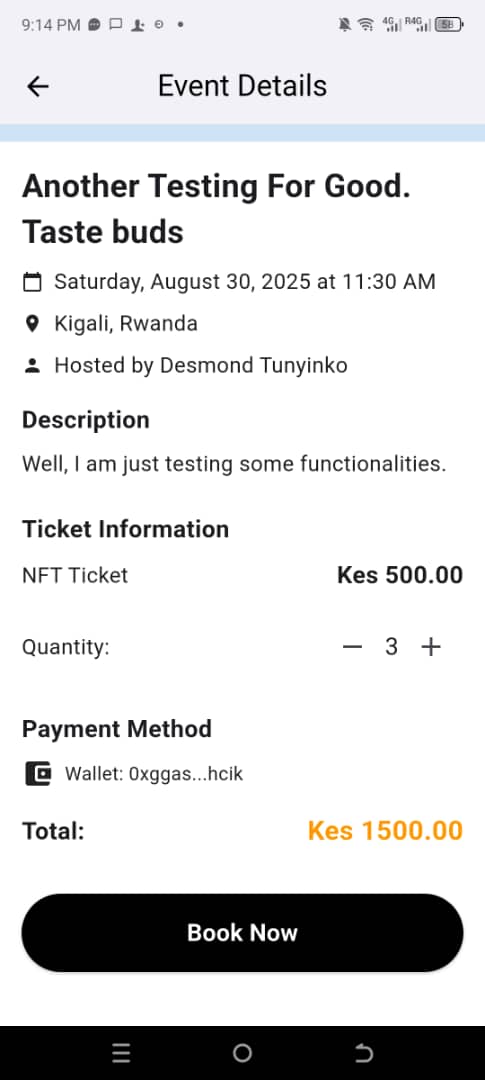 9:14 PM
4G R4G 58
Event Details
Another Testing For Good.
Taste buds
Saturday, August 30, 2025 at 11:30 AM
Kigali, Rwanda
Hosted by Desmond Tunyinko
Description
Well, I am just testing some functionalities.
Ticket Information
NFT Ticket Kes 500.00
Quantity: — 3 +
Payment Method
Wallet: 0xggas...hcik
Total: Kes 1500.00
Book Now